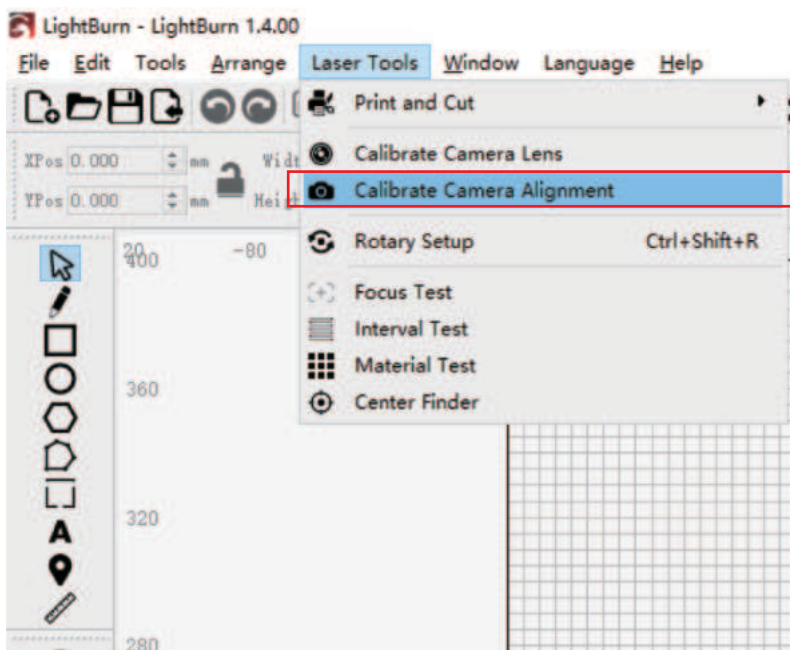 LightBurn - LightBurn 1.4.00
File Edit Tools Arrange Laser Tools Window Language Help
Print and Cut
XPos 0.000 mm
Calibrate Camera Lens
YPos 0.000 mm
Calibrate Camera Alignment
Rotary Setup Ctrl+Shift+R
-80
400
Focus Test
Interval Test
Material Test
360
Center Finder
320
A
280